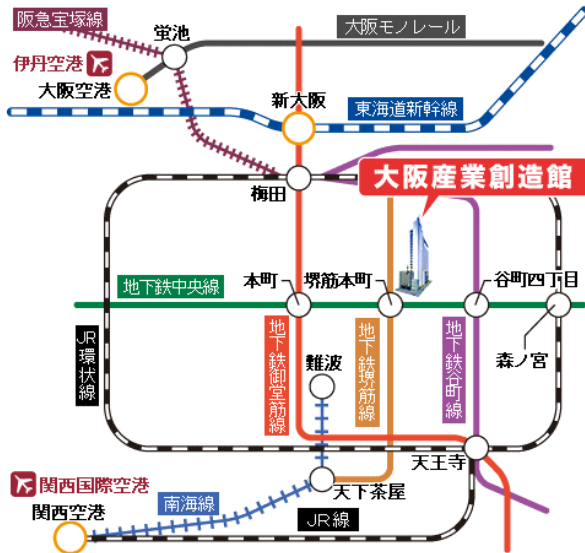 阪急宝塚線
大阪モノレール
蛍池
伊丹空港
大阪空港
新大阪
東海道新幹線
梅田
大阪産業創造館
地下鉄中央線
本町
堺筋本町
谷町四丁目
JR環状線
地下鉄御堂筋線
難波
地下鉄堺筋線
地下鉄谷町線
森ノ宮
天王寺
関西国際空港
関西空港
南海線
天下茶屋
JR線